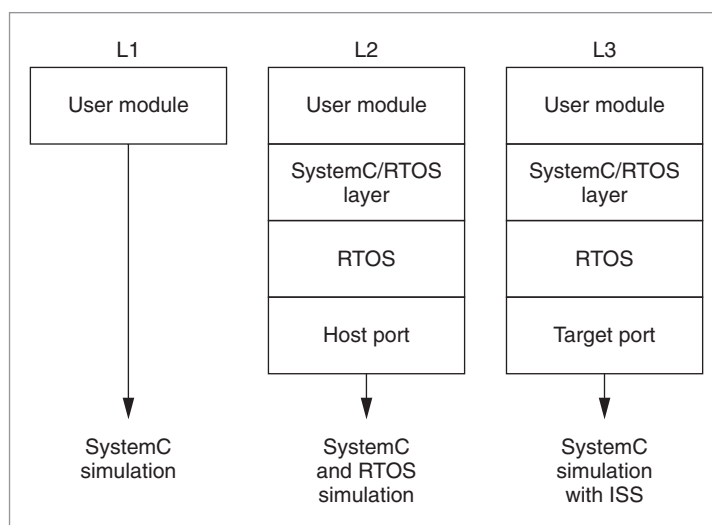 L1
User module
SystemC
simulation
L2
User module
SystemC/RTOS
layer
RTOS
Host port
SystemC
and RTOS
simulation
L3
User module
SystemC/RTOS
layer
RTOS
Target port
SystemC
simulation
with ISS